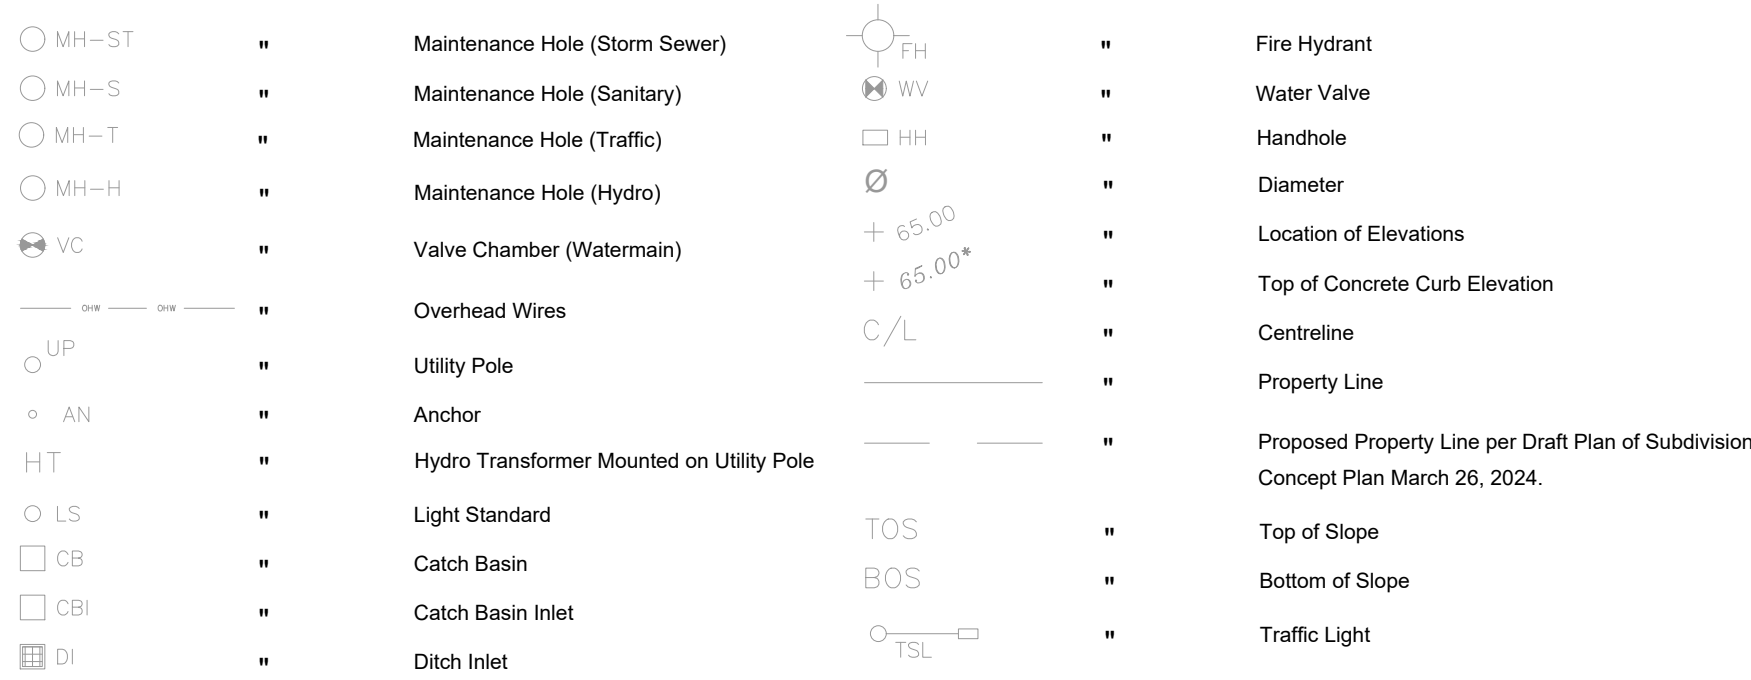 MH-ST " Maintenance Hole (Storm Sewer)
MH-S " Maintenance Hole (Sanitary)
MH-T " Maintenance Hole (Traffic)
MH-H " Maintenance Hole (Hydro)
VC " Valve Chamber (Watermain)
OHW OHW " Overhead Wires
UP " Utility Pole
AN " Anchor
HT " Hydro Transformer Mounted on Utility Pole
LS " Light Standard
CB " Catch Basin
CBI " Catch Basin Inlet
DI " Ditch Inlet
FH " Fire Hydrant
WV " Water Valve
HH " Handhole
Ø " Diameter
+ 65.00 " Location of Elevations
+ 65.00* " Top of Concrete Curb Elevation
C/L " Centreline
" Property Line
" Proposed Property Line per Draft Plan of Subdivision
Concept Plan March 26, 2024.
TOS " Top of Slope
BOS " Bottom of Slope
TSL " Traffic Light